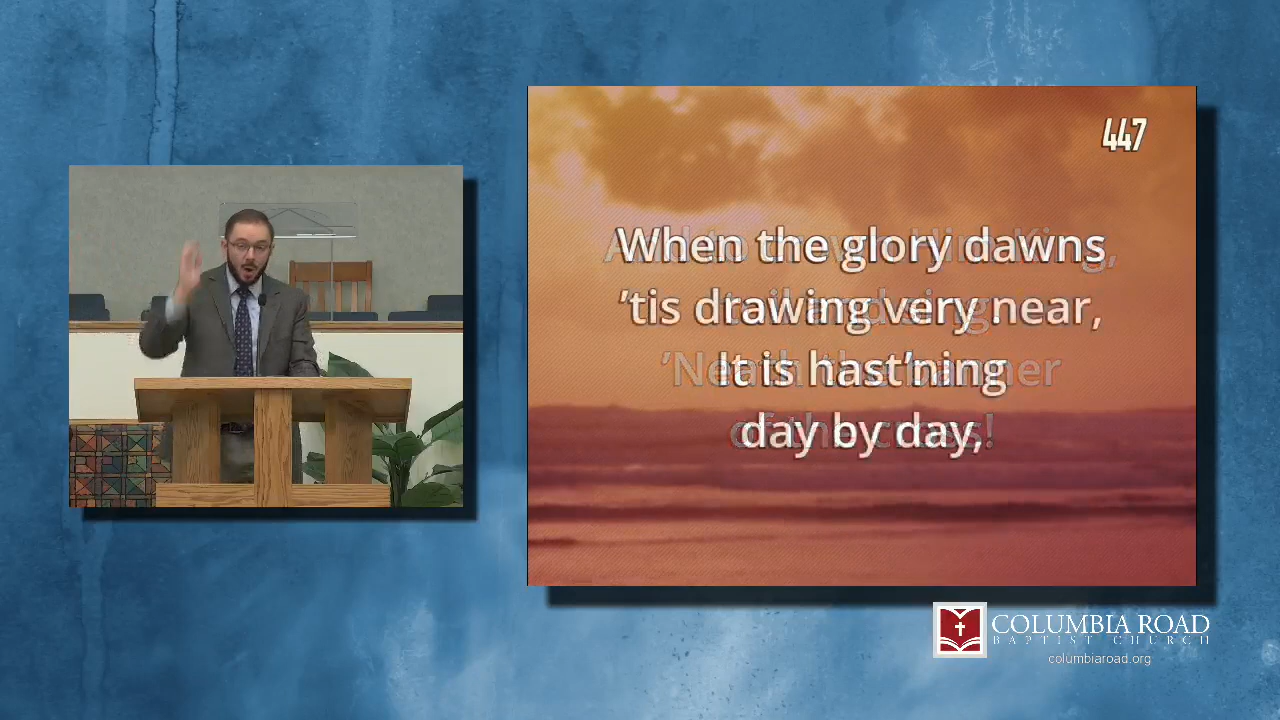 447
When the glory dawns
’tis drawing very near,
It is hast’ning
day by day,
COLUMBIA ROAD
BAPTIST CHURCH
columbiaroad.org